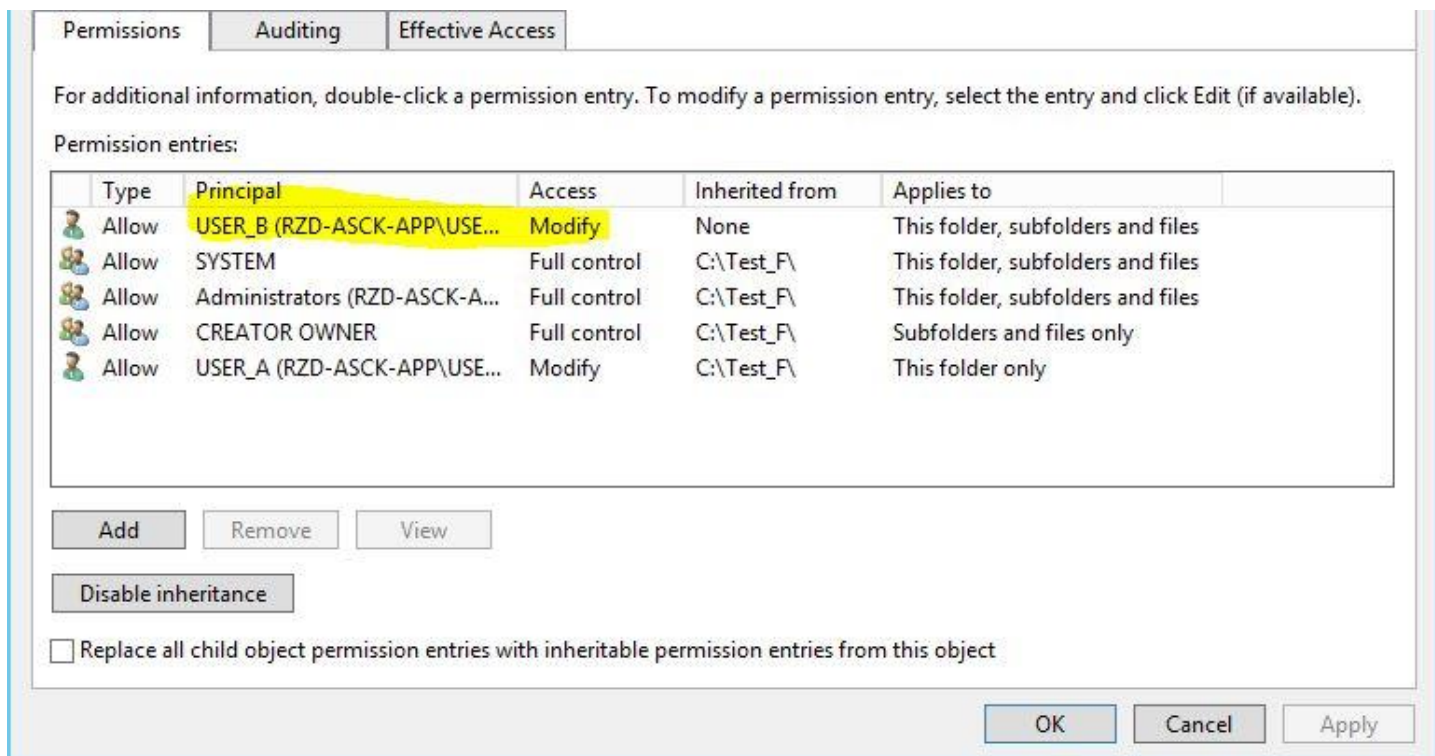 Permissions Auditing Effective Access
For additional information, double-click a permission entry. To modify a permission entry, select the entry and click Edit (if available).
Permission entries:
Type Principal Access Inherited from Applies to
Allow USER_B (RZD-ASCK-APP\USE... Modify None This folder, subfolders and files
Allow SYSTEM Full control C:\Test_F\ This folder, subfolders and files
Allow Administrators (RZD-ASCK-A... Full control C:\Test_F\ This folder, subfolders and files
Allow CREATOR OWNER Full control C:\Test_F\ Subfolders and files only
Allow USER_A (RZD-ASCK-APP\USE... Modify C:\Test_F\ This folder only
Add Remove View
Disable inheritance
Replace all child object permission entries with inheritable permission entries from this object
OK Cancel Apply